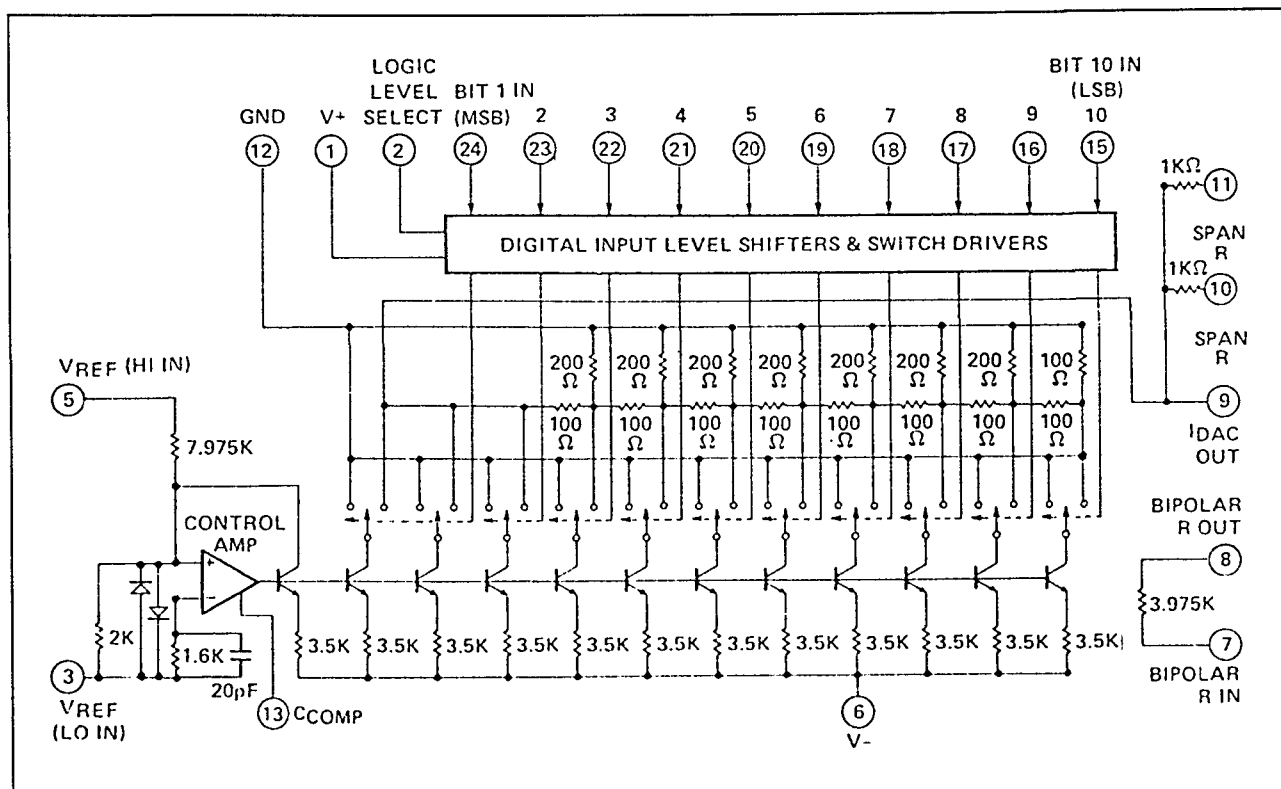 LOGIC
LEVEL
SELECT
BIT 1 IN
(MSB)
BIT 10 IN
(LSB)
GND V+ 2 3 4 5 6 7 8 9 10
12 1 2 24 23 22 21 20 19 18 17 16 15
1KΩ 11
DIGITAL INPUT LEVEL SHIFTERS & SWITCH DRIVERS
SPAN
R
1KΩ 10
SPAN
R
200 Ω 200 Ω 200 Ω 200 Ω 200 Ω 200 Ω 200 Ω 100 Ω
100 Ω 100 Ω 100 Ω 100 Ω 100 Ω 100 Ω 100 Ω 100 Ω
9
IDAC
OUT
VREF (HI IN)
5
7.975K
CONTROL
AMP
+
−
BIPOLAR
R OUT
8
3.975K
7
BIPOLAR
R IN
2K
1.6K
20pF
3.5K 3.5K 3.5K 3.5K 3.5K 3.5K 3.5K 3.5K 3.5K 3.5K 3.5K 3.5K
3
VREF
(LO IN)
13 CCOMP
6
V-